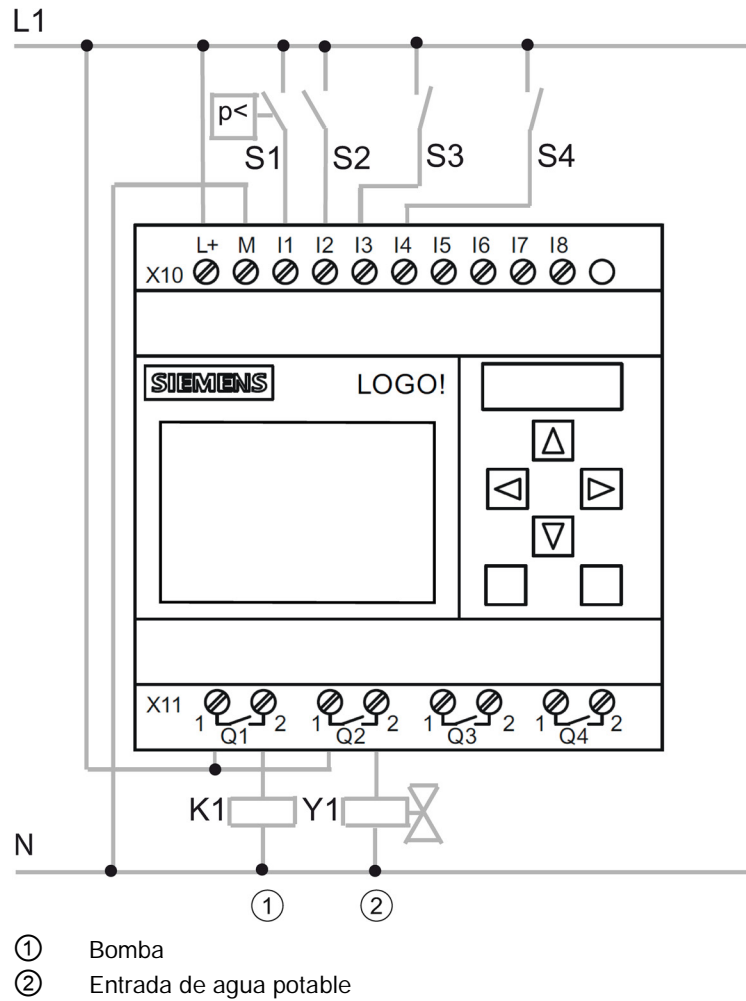 L1
p<
S1 S2 S3 S4
L+ M I1 I2 I3 I4 I5 I6 I7 I8
X10
SIEMENS LOGO!
X11
1 2 1 2 1 2 1 2
Q1 Q2 Q3 Q4
K1 Y1
N
① ②
① Bomba
② Entrada de agua potable